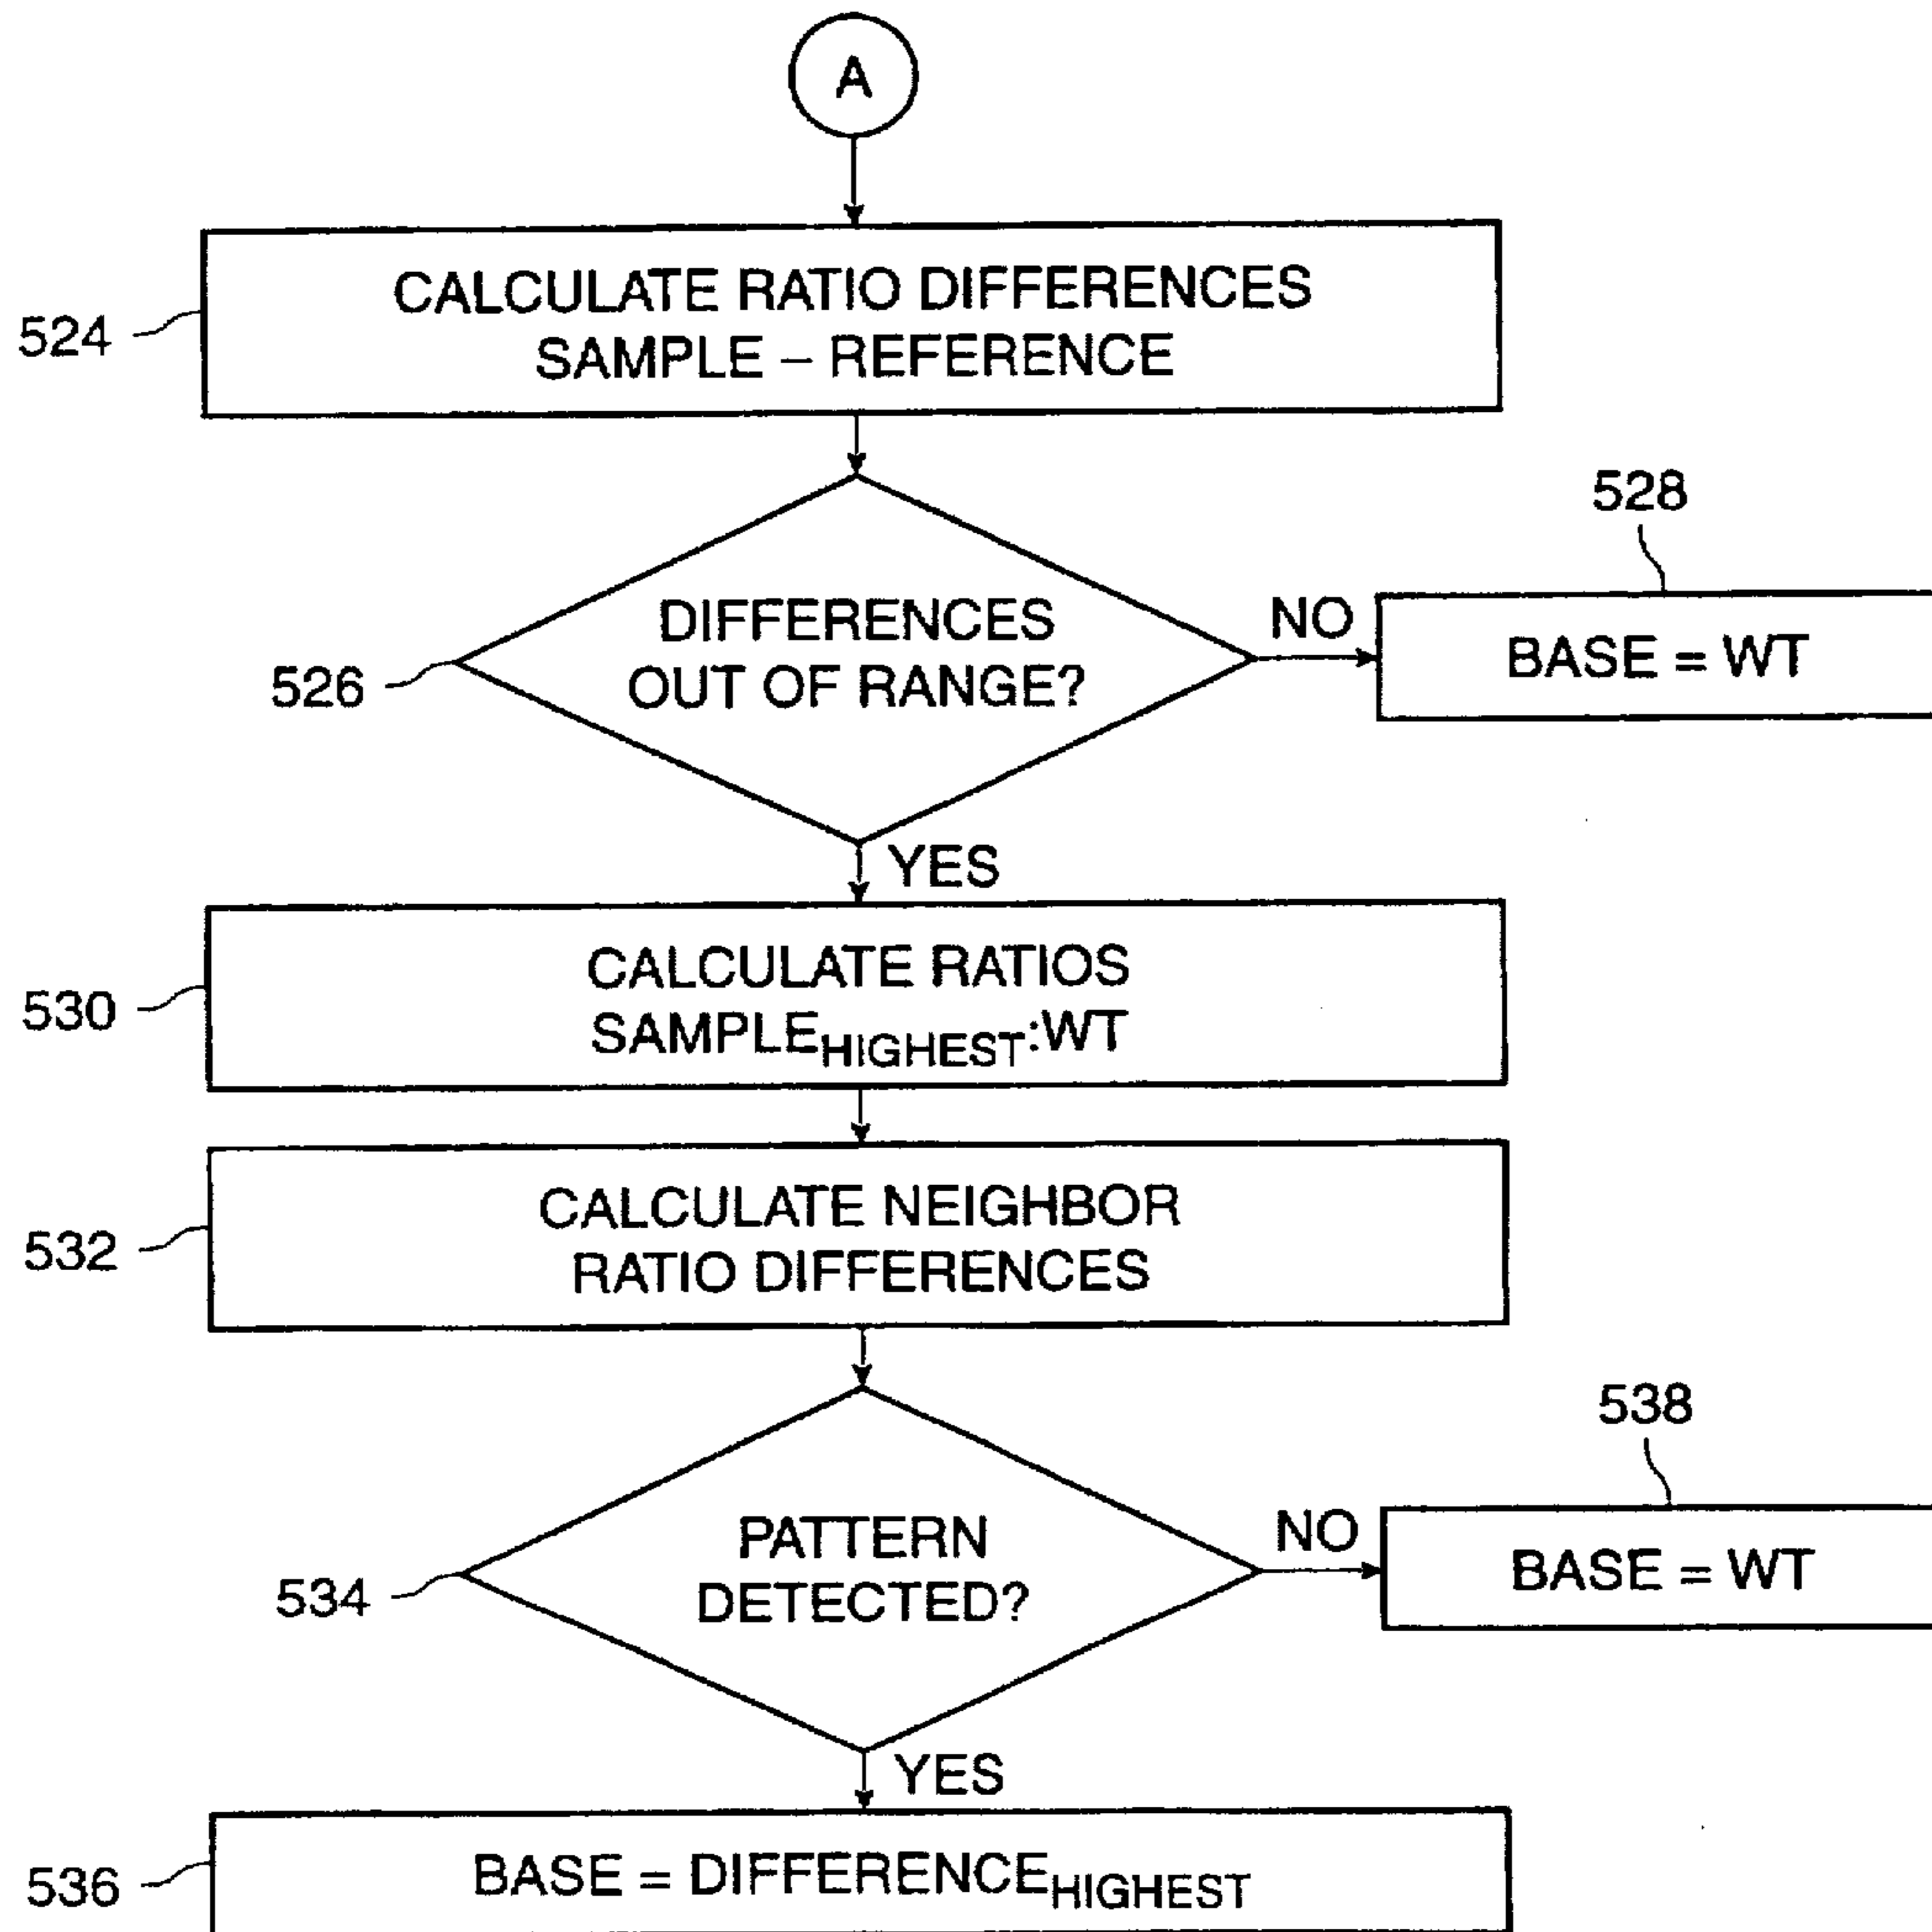 A
CALCULATE RATIO DIFFERENCES
SAMPLE – REFERENCE
524
528
DIFFERENCES
OUT OF RANGE?
NO
BASE = WT
526
YES
CALCULATE RATIOS
SAMPLEHIGHEST:WT
530
CALCULATE NEIGHBOR
RATIO DIFFERENCES
532
538
PATTERN
DETECTED?
NO
BASE = WT
534
YES
BASE = DIFFERENCEHIGHEST
536